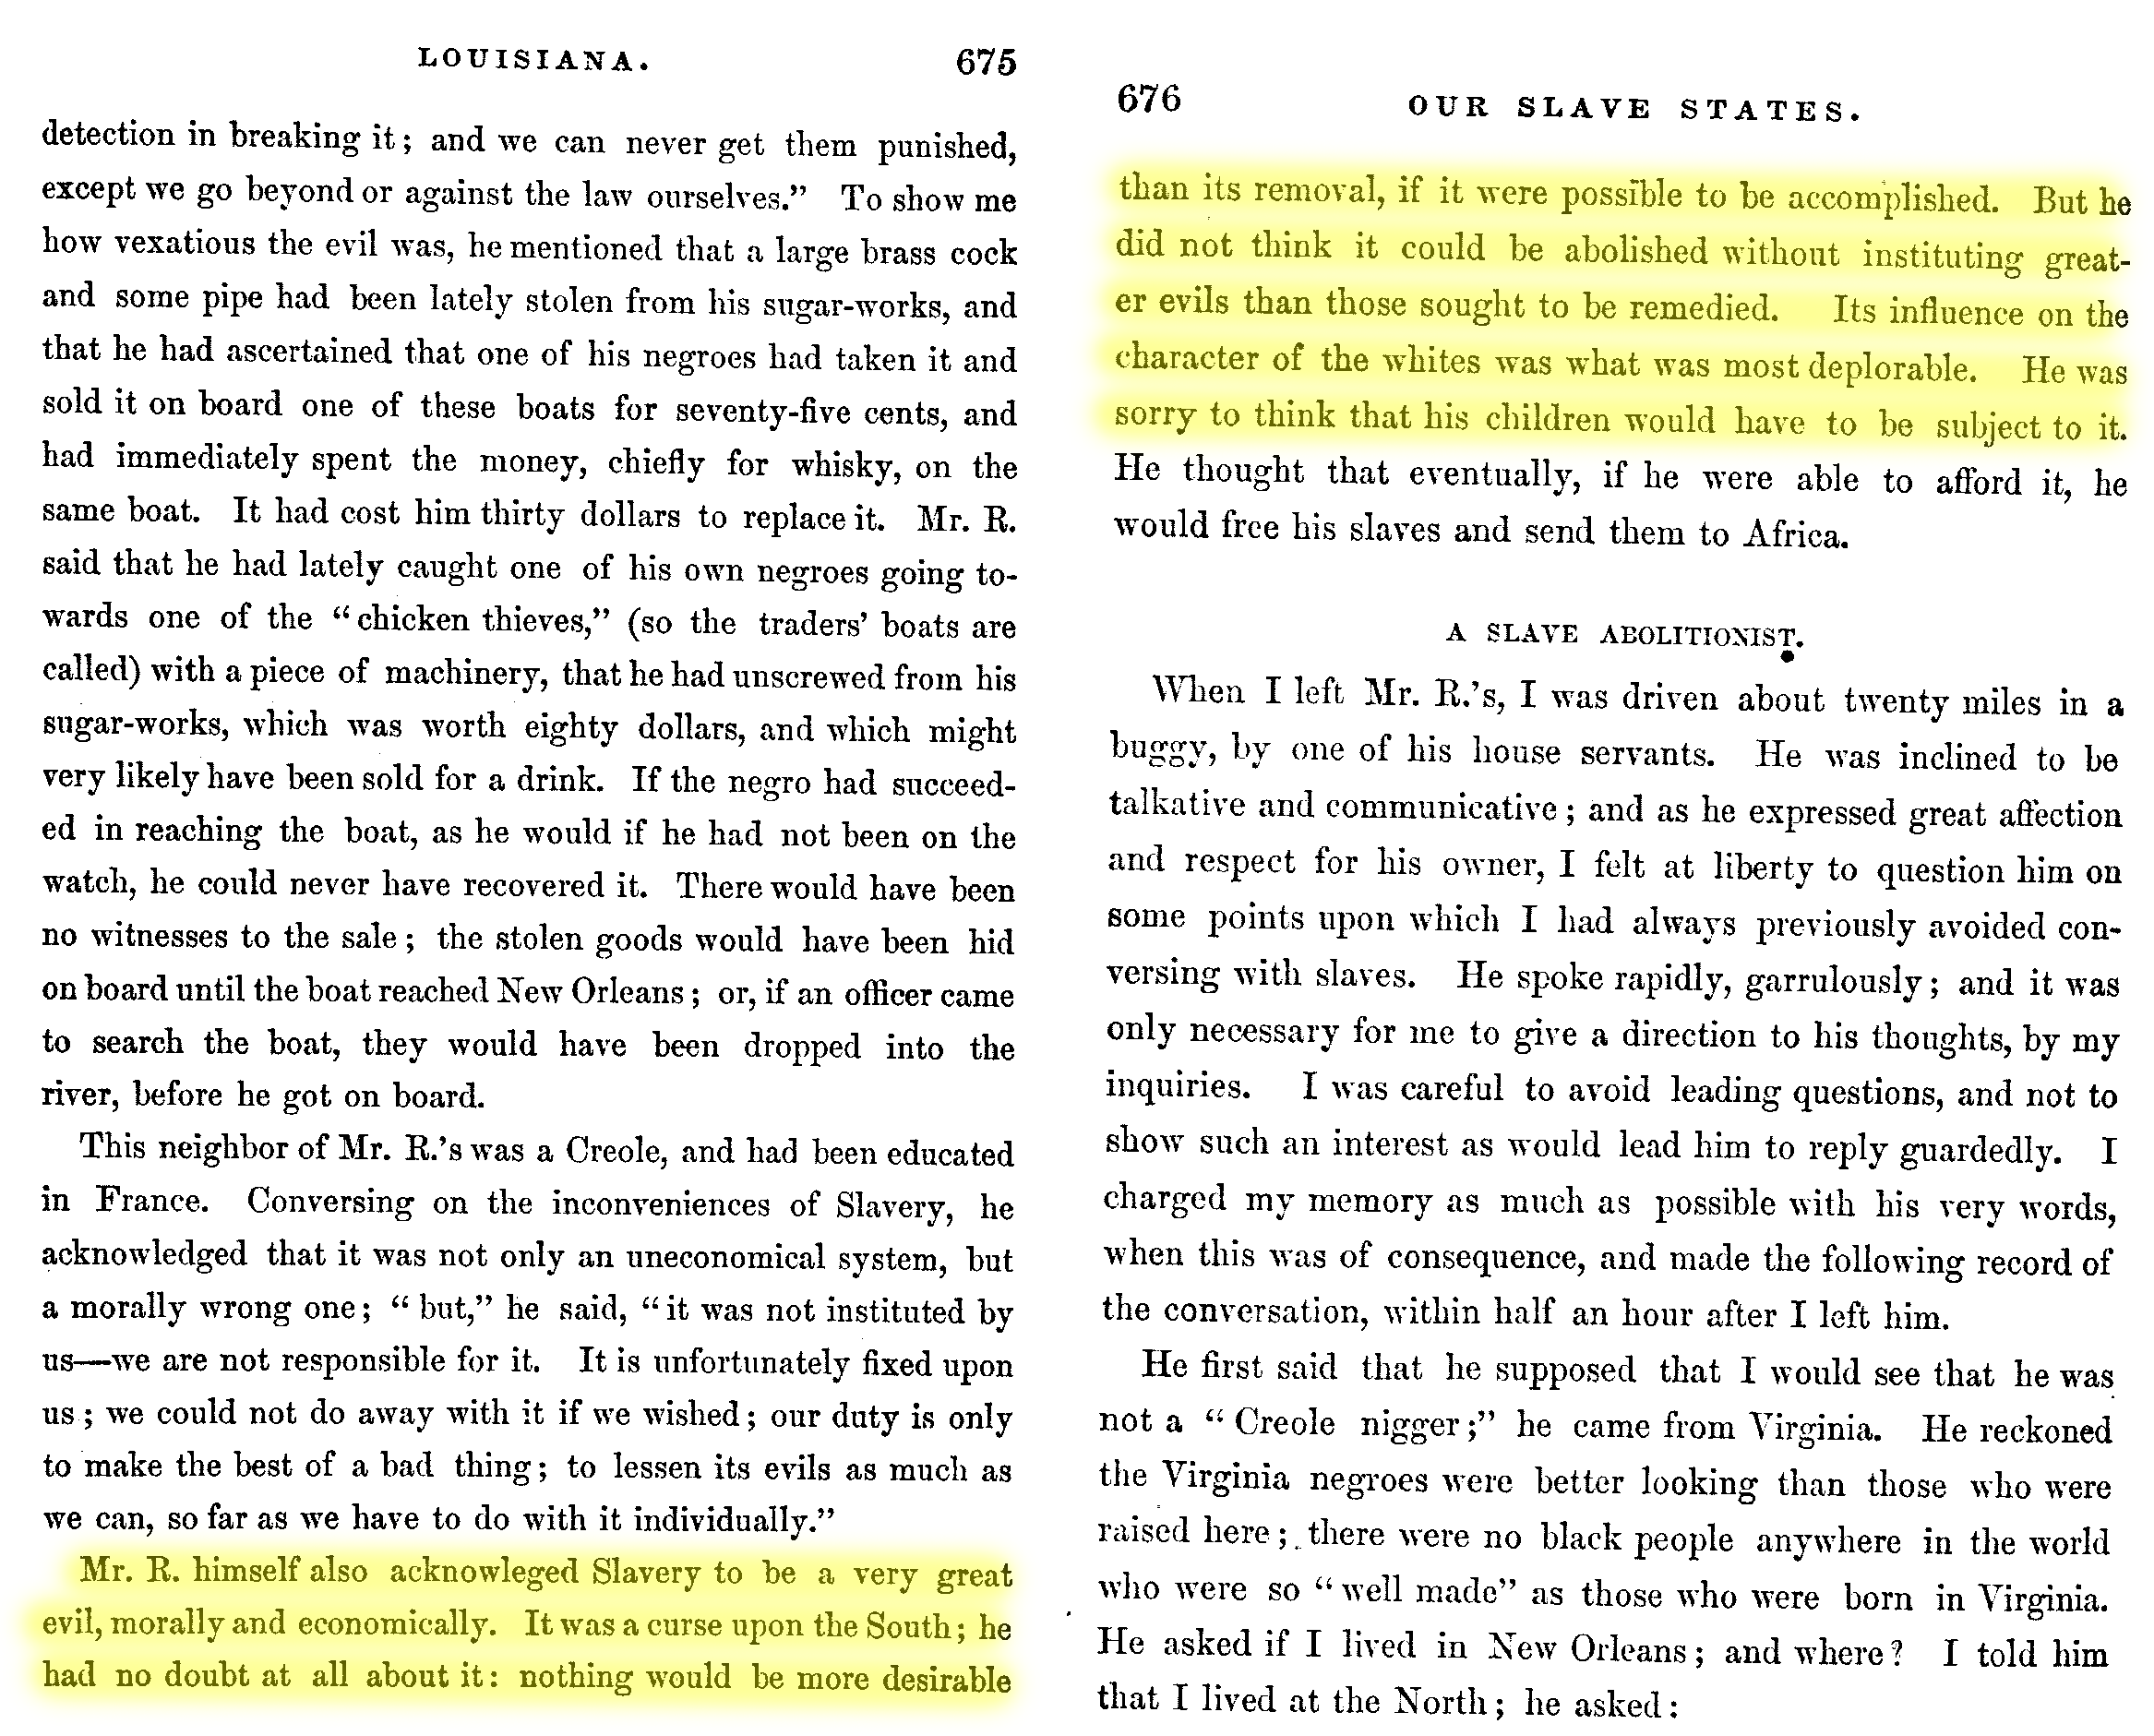 LOUISIANA. 675
detection in breaking it; and we can never get them punished,
except we go beyond or against the law ourselves." To show me
how vexatious the evil was, he mentioned that a large brass cock
and some pipe had been lately stolen from his sugar-works, and
that he had ascertained that one of his negroes had taken it and
sold it on board one of these boats for seventy-five cents, and
had immediately spent the money, chiefly for whisky, on the
same boat. It had cost him thirty dollars to replace it. Mr. R.
said that he had lately caught one of his own negroes going to-
wards one of the "chicken thieves," (so the traders' boats are
called) with a piece of machinery, that he had unscrewed from his
sugar-works, which was worth eighty dollars, and which might
very likely have been sold for a drink. If the negro had succeed-
ed in reaching the boat, as he would if he had not been on the
watch, he could never have recovered it. There would have been
no witnesses to the sale; the stolen goods would have been hid
on board until the boat reached New Orleans; or, if an officer came
to search the boat, they would have been dropped into the
river, before he got on board.
This neighbor of Mr. R.'s was a Creole, and had been educated
in France. Conversing on the inconveniences of Slavery, he
acknowledged that it was not only an uneconomical system, but
a morally wrong one; "but," he said, "it was not instituted by
us—we are not responsible for it. It is unfortunately fixed upon
us; we could not do away with it if we wished; our duty is only
to make the best of a bad thing; to lessen its evils as much as
we can, so far as we have to do with it individually."
Mr. R. himself also acknowleged Slavery to be a very great
evil, morally and economically. It was a curse upon the South; he
had no doubt at all about it: nothing would be more desirable
676 OUR SLAVE STATES.
than its removal, if it were possible to be accomplished. But he
did not think it could be abolished without instituting great-
er evils than those sought to be remedied. Its influence on the
character of the whites was what was most deplorable. He was
sorry to think that his children would have to be subject to it.
He thought that eventually, if he were able to afford it, he
would free his slaves and send them to Africa.
A SLAVE ABOLITIONIST.
When I left Mr. R.'s, I was driven about twenty miles in a
buggy, by one of his house servants. He was inclined to be
talkative and communicative; and as he expressed great affection
and respect for his owner, I felt at liberty to question him on
some points upon which I had always previously avoided con-
versing with slaves. He spoke rapidly, garrulously; and it was
only necessary for me to give a direction to his thoughts, by my
inquiries. I was careful to avoid leading questions, and not to
show such an interest as would lead him to reply guardedly. I
charged my memory as much as possible with his very words,
when this was of consequence, and made the following record of
the conversation, within half an hour after I left him.
He first said that he supposed that I would see that he was
not a "Creole nigger;" he came from Virginia. He reckoned
the Virginia negroes were better looking than those who were
raised here; there were no black people anywhere in the world
who were so "well made" as those who were born in Virginia.
He asked if I lived in New Orleans; and where? I told him
that I lived at the North; he asked: